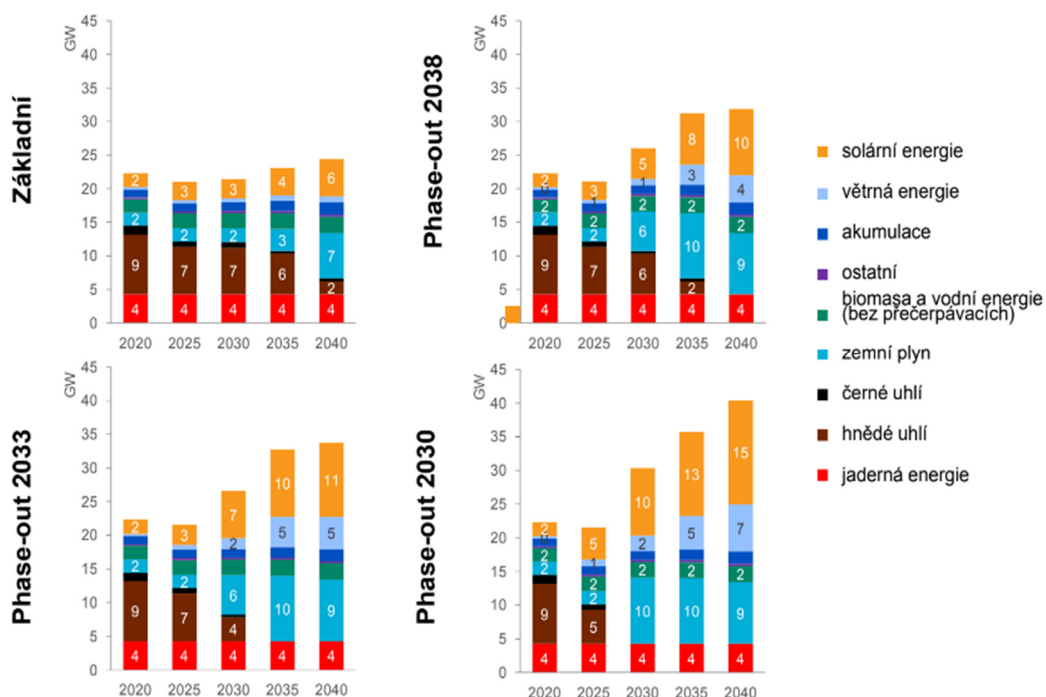 Základní
GW
45
40
35
30
25
20
15
10
5
0
2 3 3 4 6
2 2 2 3 7
9 7 7 6 2
4 4 4 4 4
2020 2025 2030 2035 2040
Phase-out 2038
GW
45
40
35
30
25
20
15
10
5
0
2 3 5 8 10
0 1 1 3 4
2 2 2 2 2
2 2 6 10 9
9 7 6 2
4 4 4 4 4
2020 2025 2030 2035 2040
solární energie
větrná energie
akumulace
ostatní
biomasa a vodní energie
(bez přečerpávacích)
zemní plyn
černé uhlí
hnědé uhlí
jaderná energie
Phase-out 2033
GW
45
40
35
30
25
20
15
10
5
0
2 3 7 10 11
2 5 5
2 2 6 10 9
9 7 4
4 4 4 4 4
2020 2025 2030 2035 2040
Phase-out 2030
GW
45
40
35
30
25
20
15
10
5
0
2 5 10 13 15
0 1 2 5 7
2 2 2 2 2
2 2 10 10 9
9 5
4 4 4 4 4
2020 2025 2030 2035 2040